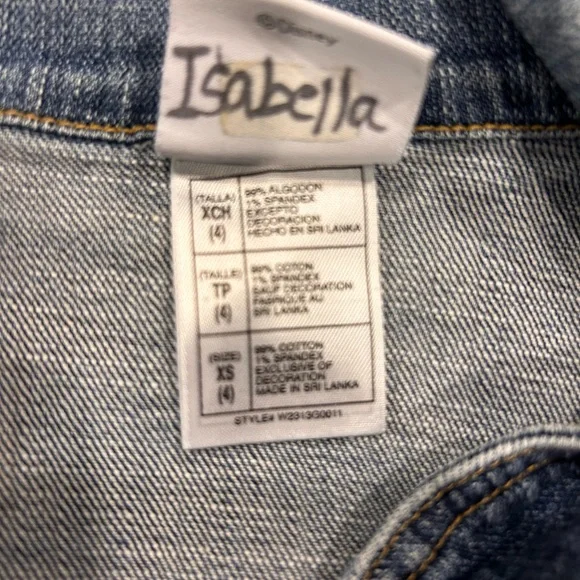 ©Disney
Isabella
(TALLA)
XCH
(4)
99% ALGODON
1% SPANDEX
EXCEPTO
DECORACION
HECHO EN SRI LANKA
(TAILLE)
TP
(4)
99% COTON
1% SPANDEX
SAUF DECORATION
FABRIQUE AU
SRI LANKA
(SIZE)
XS
(4)
99% COTTON
1% SPANDEX
EXCLUSIVE OF
DECORATION
MADE IN SRI LANKA
STYLE# W2313G0011